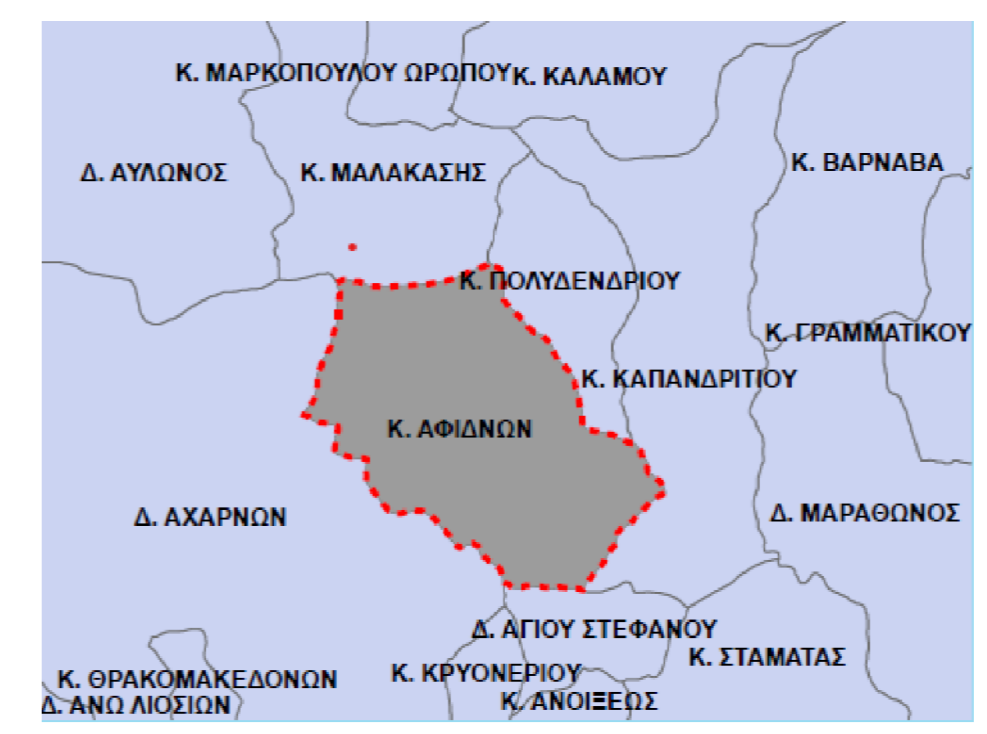 Κ. ΜΑΡΚΟΠΟΥΛΟΥ ΩΡΩΠΟΥ
Κ. ΚΑΛΑΜΟΥ
Κ. ΒΑΡΝΑΒΑ
Δ. ΑΥΛΩΝΟΣ
Κ. ΜΑΛΑΚΑΣΗΣ
Κ. ΠΟΛΥΔΕΝΔΡΙΟΥ
Κ. ΓΡΑΜΜΑΤΙΚΟΥ
Κ. ΚΑΠΑΝΔΡΙΤΙΟΥ
Κ. ΑΦΙΔΝΩΝ
Δ. ΑΧΑΡΝΩΝ
Δ. ΜΑΡΑΘΩΝΟΣ
Δ. ΑΓΙΟΥ ΣΤΕΦΑΝΟΥ
Κ. ΣΤΑΜΑΤΑΣ
Κ. ΚΡΥΟΝΕΡΙΟΥ
Κ. ΘΡΑΚΟΜΑΚΕΔΟΝΩΝ
Κ. ΑΝΟΙΞΕΩΣ
Δ. ΑΝΩ ΛΙΟΣΙΩΝ